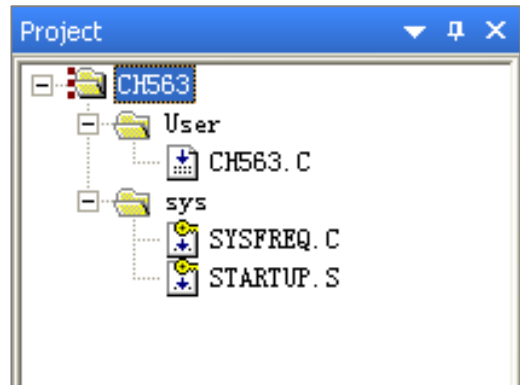 Project
CH563
User
CH563.C
sys
SYSFREQ.C
STARTUP.S